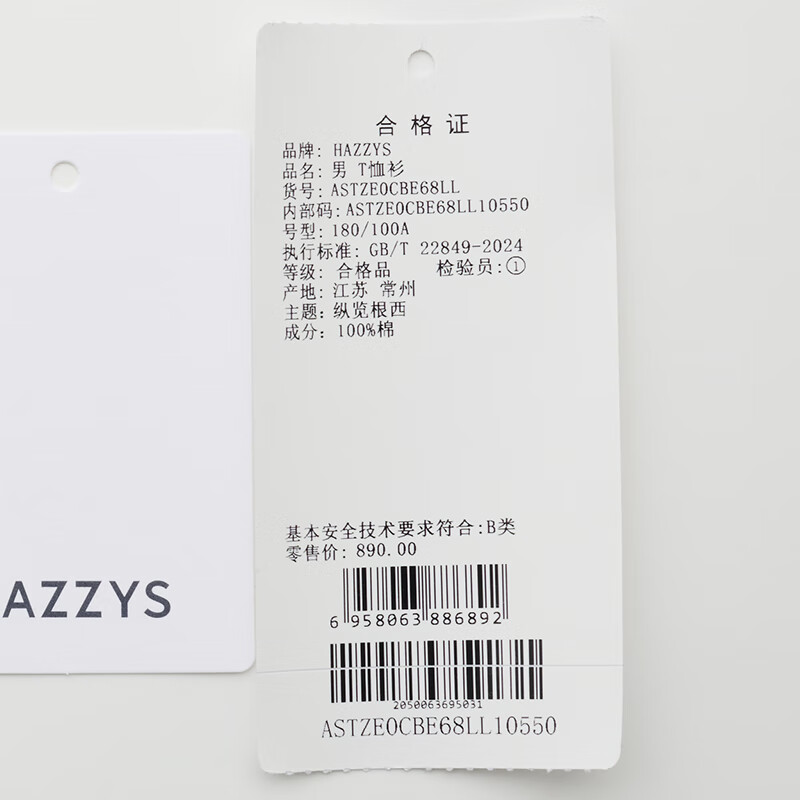 合格证
品牌: HAZZYS
品名: 男 T恤衫
货号: ASTZE0CBE68LL
内部码: ASTZE0CBE68LL10550
号型: 180/100A
执行标准: GB/T 22849-2024
等级: 合格品 检验员:①
产地: 江苏 常州
主题: 纵览根西
成分: 100%棉
基本安全技术要求符合:B类
零售价: 890.00
6 958063 886892
2050063695031
ASTZE0CBE68LL10550
AZZYS